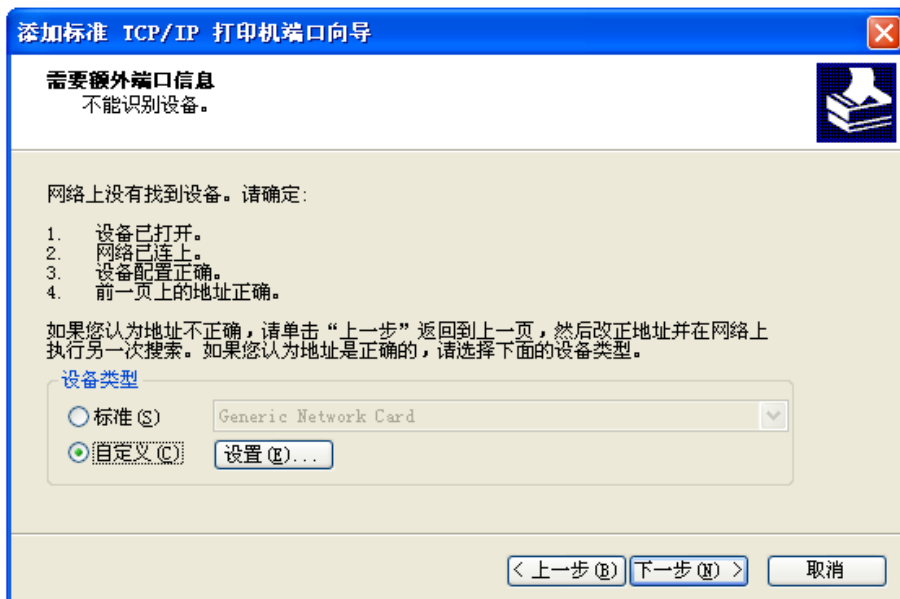 添加标准 TCP/IP 打印机端口向导
需要额外端口信息
不能识别设备。
网络上没有找到设备。请确定:
1. 设备已打开。
2. 网络已连上。
3. 设备配置正确。
4. 前一页上的地址正确。
如果您认为地址不正确，请单击“上一步”返回到上一页，然后改正地址并在网络上
执行另一次搜索。如果您认为地址是正确的，请选择下面的设备类型。
设备类型
标准(S) Generic Network Card
自定义(C) 设置(E)...
< 上一步(B) 下一步(N) > 取消